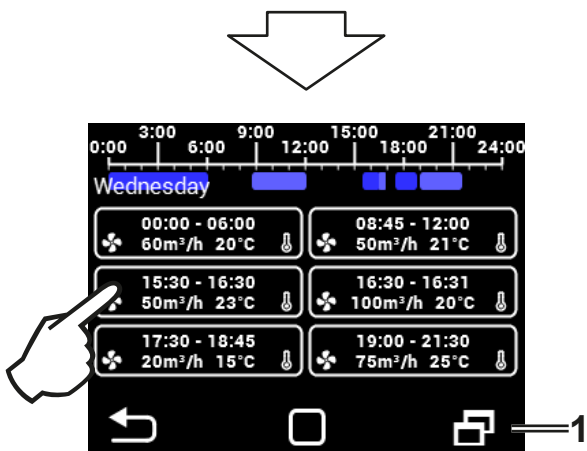 3:00 9:00 15:00 21:00
0:00 6:00 12:00 18:00 24:00
Wednesday
00:00 - 06:00
60m³/h 20°C
08:45 - 12:00
50m³/h 21°C
15:30 - 16:30
50m³/h 23°C
16:30 - 16:31
100m³/h 20°C
17:30 - 18:45
20m³/h 15°C
19:00 - 21:30
75m³/h 25°C
1